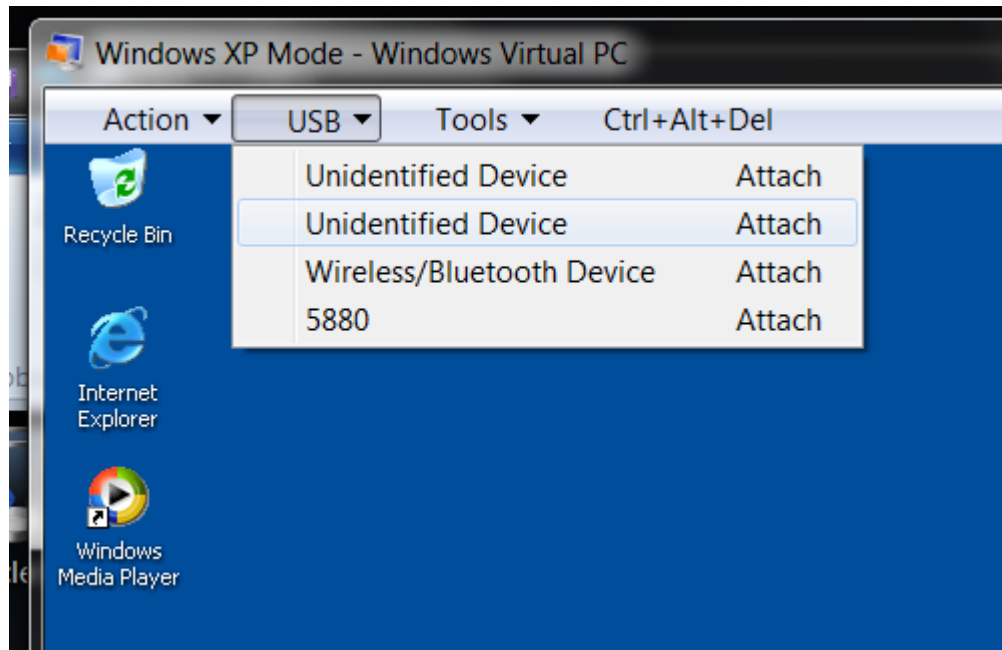 Windows XP Mode - Windows Virtual PC
Action USB Tools Ctrl+Alt+Del
Unidentified Device Attach
Unidentified Device Attach
Wireless/Bluetooth Device Attach
5880 Attach
Recycle Bin
Internet
Explorer
Windows
Media Player